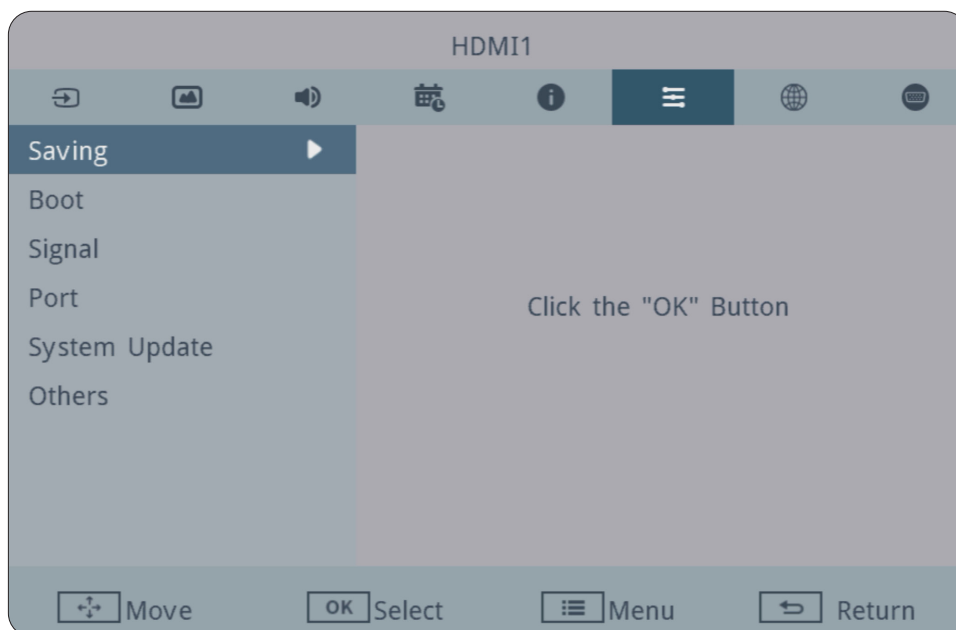 HDMI1
Saving
Boot
Signal
Port
System Update
Others
Click the "OK" Button
Move
OK Select
Menu
Return